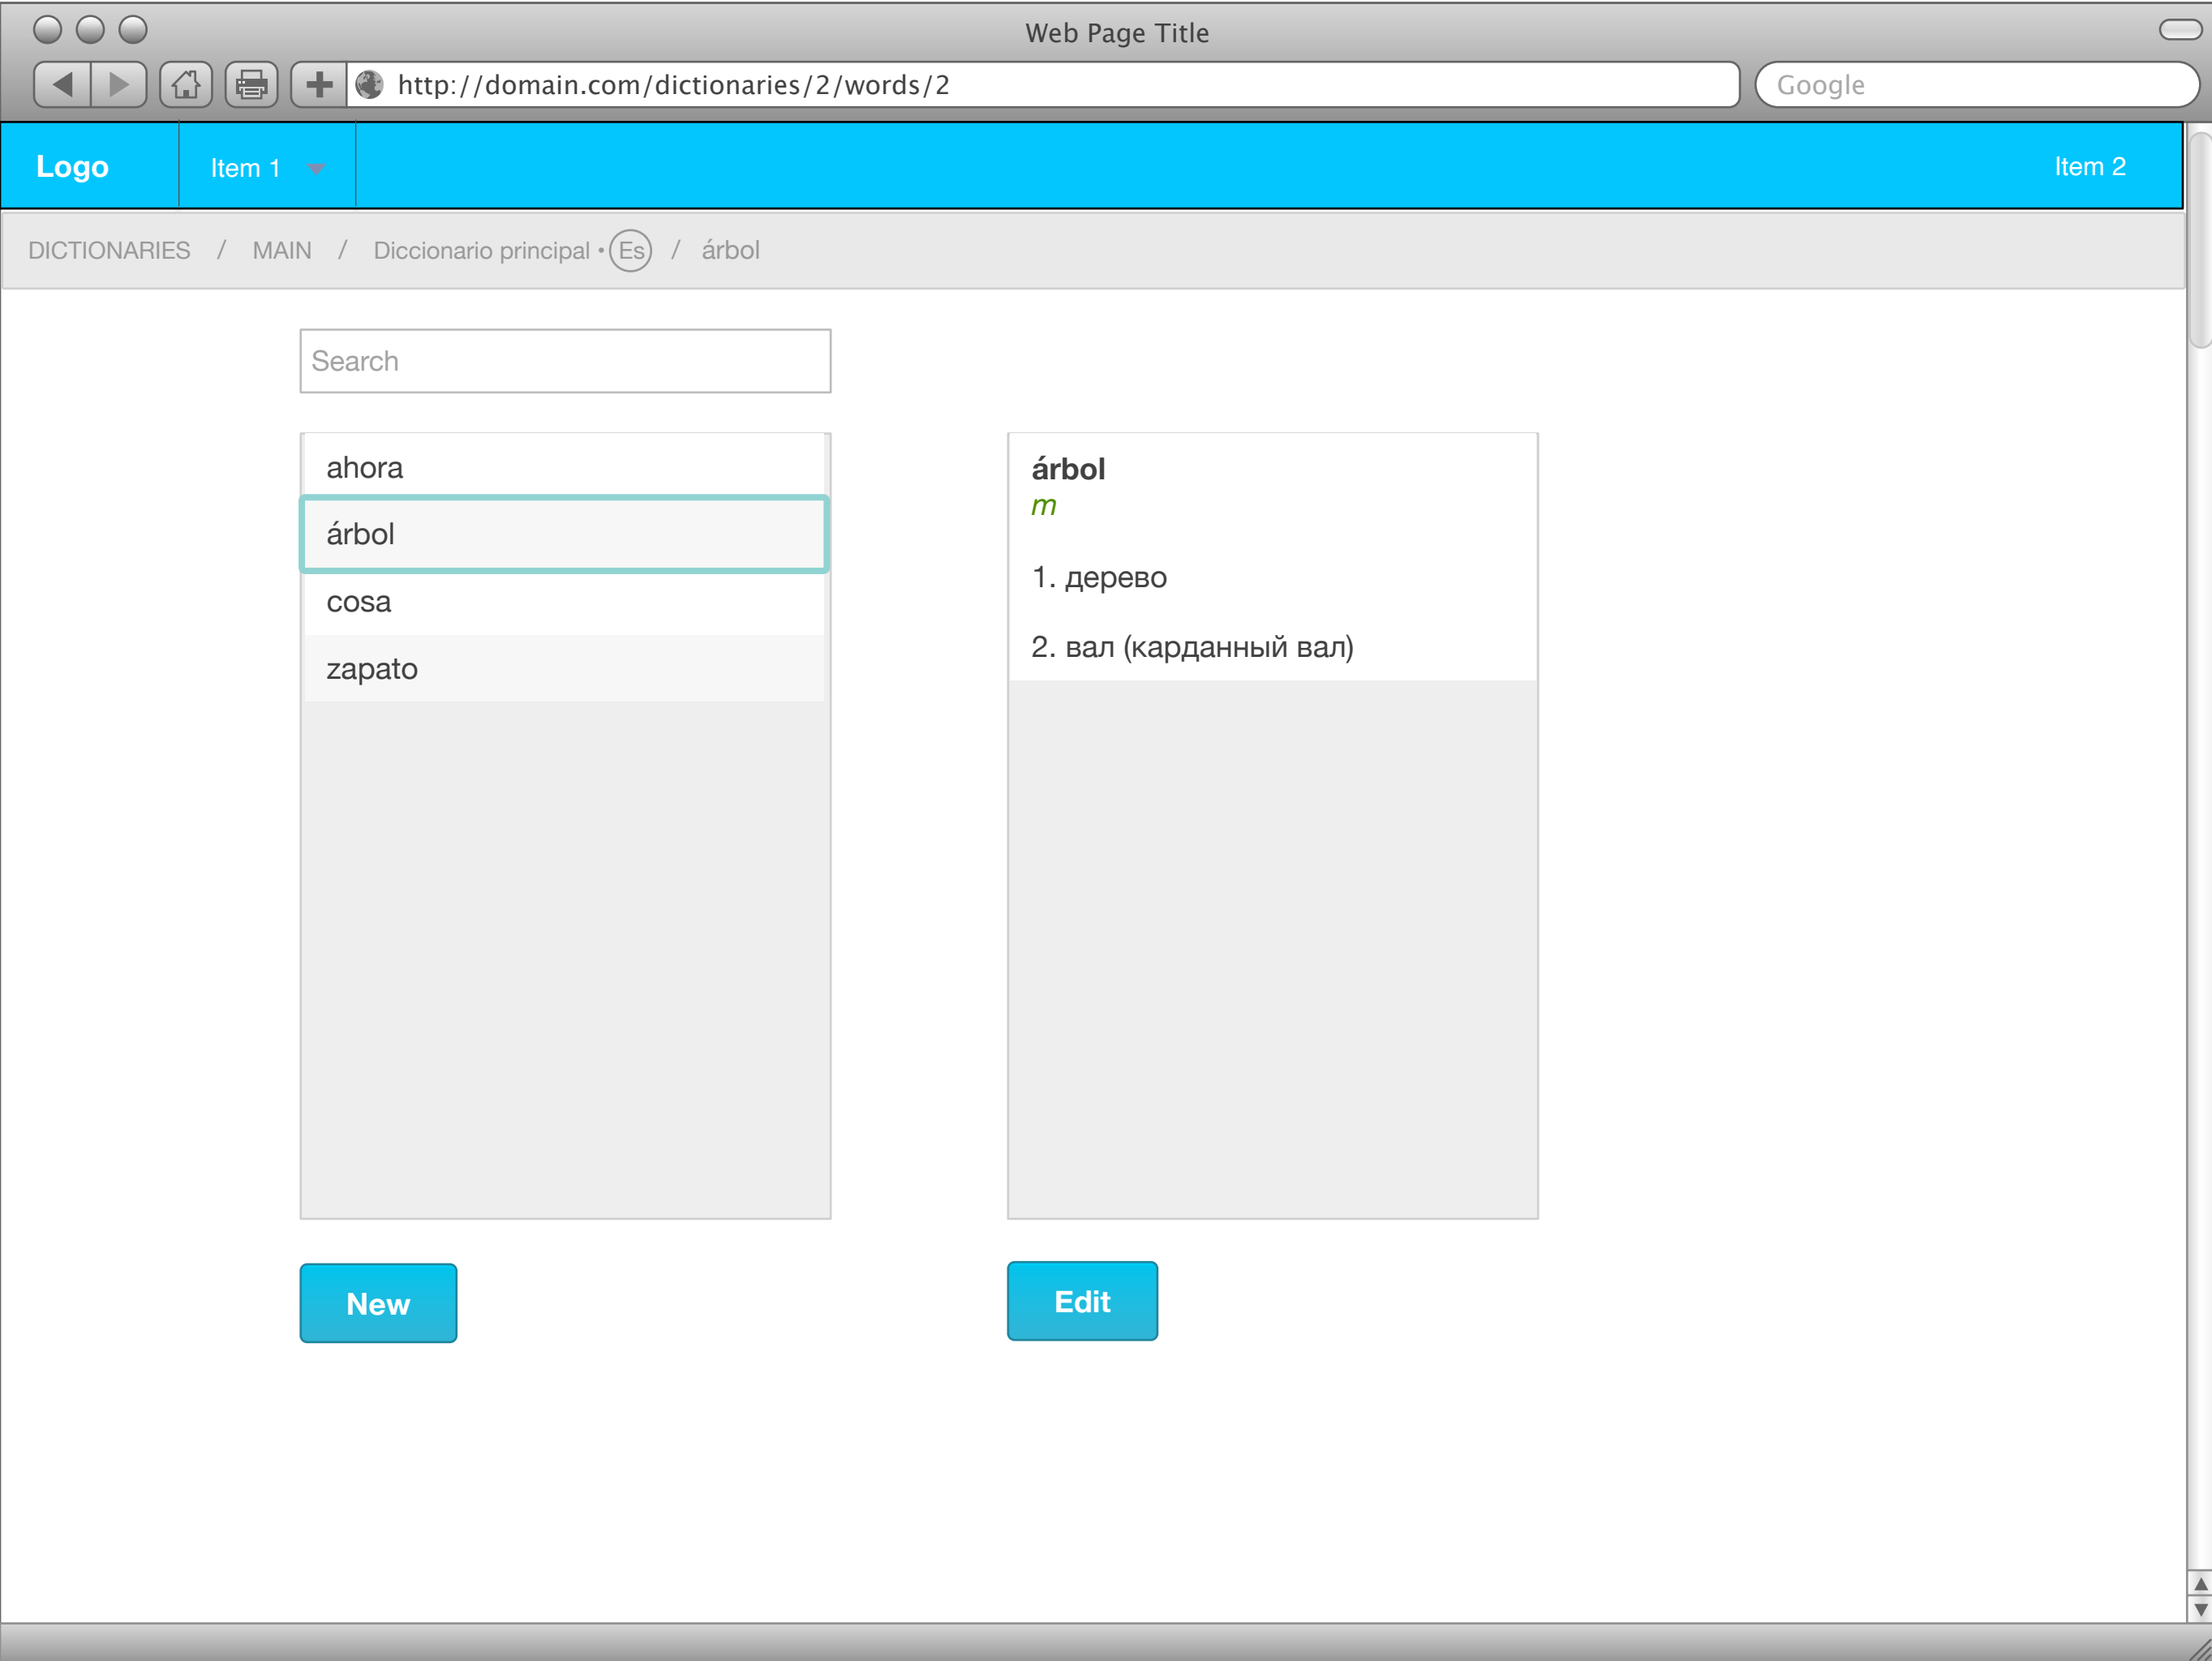 Web Page Title
http://domain.com/dictionaries/2/words/2
Google
Logo
Item 1
Item 2
DICTIONARIES / MAIN / Diccionario principal • Es / árbol
Search
ahora
árbol
cosa
zapato
árbol
m
1. дерево
2. вал (карданный вал)
New
Edit